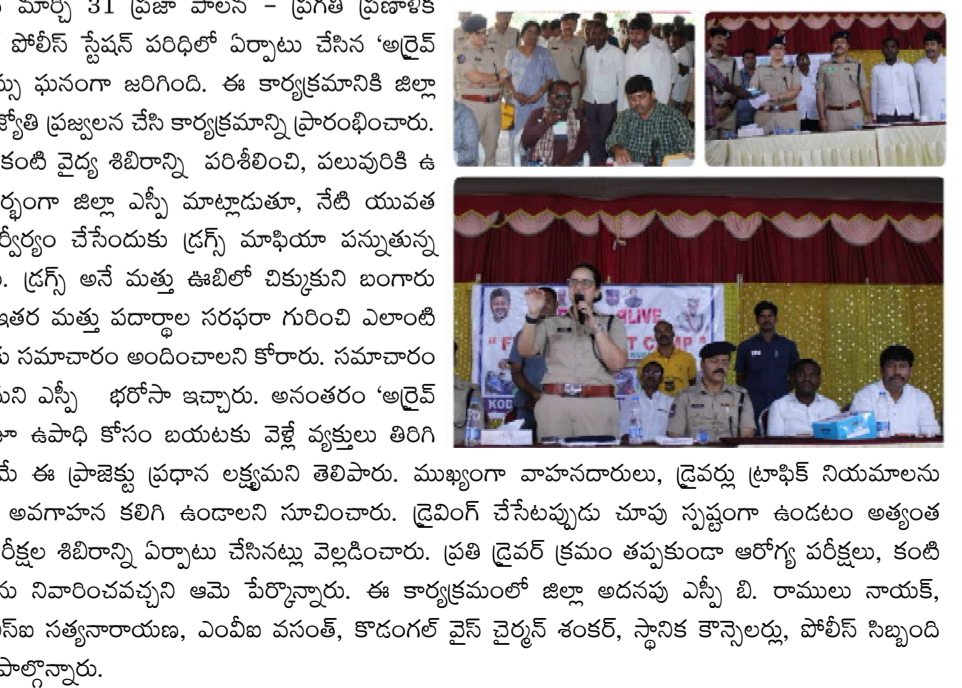 మార్చి 31 ప్రజా పాలన – ప్రగతి ప్రణాళిక
పోలీస్ స్టేషన్ పరిధిలో ఏర్పాటు చేసిన ‘అరైవ్
ఘనంగా జరిగింది. ఈ కార్యక్రమానికి జిల్లా
జ్యోతి ప్రజ్వలన చేసి కార్యక్రమాన్ని ప్రారంభించారు.
కంటి వైద్య శిబిరాన్ని పరిశీలించి, పలువురికి ఉ
ర్భంగా జిల్లా ఎస్పీ మాట్లాడుతూ, నేటి యువత
ర్వీర్యం చేసేందుకు డ్రగ్స్ మాఫియా పన్నుతున్న
. డ్రగ్స్ అనే మత్తు ఊబిలో చిక్కుకుని బంగారు
ఇతర మత్తు పదార్థాల సరఫరా గురించి ఎలాంటి
సమాచారం అందించాలని కోరారు. సమాచారం
మని ఎస్పీ భరోసా ఇచ్చారు. అనంతరం ‘అరైవ్
ఉపాధి కోసం బయటకు వెళ్లే వ్యక్తులు తిరిగి
మే ఈ ప్రాజెక్టు ప్రధాన లక్ష్యమని తెలిపారు. ముఖ్యంగా వాహనదారులు, డ్రైవర్లు ట్రాఫిక్ నియమాలను
అవగాహన కలిగి ఉండాలని సూచించారు. డ్రైవింగ్ చేసేటప్పుడు చూపు స్పష్టంగా ఉండటం అత్యంత
రీక్షల శిబిరాన్ని ఏర్పాటు చేసినట్లు వెల్లడించారు. ప్రతి డ్రైవర్ క్రమం తప్పకుండా ఆరోగ్య పరీక్షలు, కంటి
ను నివారించవచ్చని ఆమె పేర్కొన్నారు. ఈ కార్యక్రమంలో జిల్లా అదనపు ఎస్పీ బి. రాములు నాయక్,
ఎస్ఐ సత్యనారాయణ, ఎంవీఐ వసంత్, కొడంగల్ వైస్ చైర్మన్ శంకర్, స్థానిక కౌన్సెలర్లు, పోలీస్ సిబ్బంది
పాల్గొన్నారు.